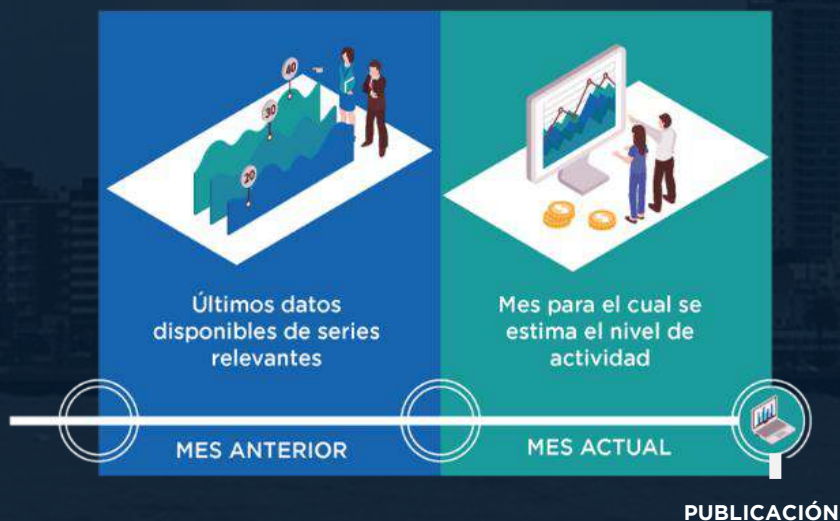 40
30
20
Últimos datos
disponibles de series
relevantes
Mes para el cual se
estima el nivel de
actividad
MES ANTERIOR
MES ACTUAL
PUBLICACIÓN